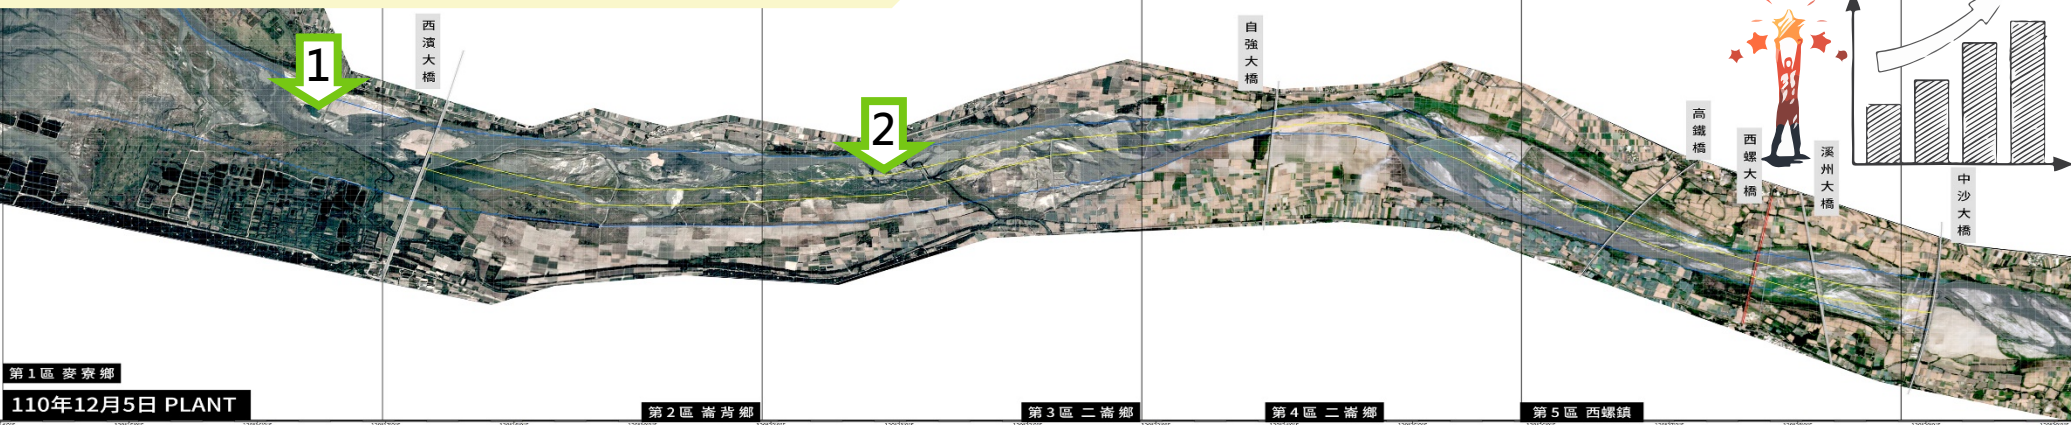 1
西濱大橋
2
自強大橋
高鐵橋
西螺大橋
溪州大橋
中沙大橋
第1區 麥寮鄉
110年12月5日 PLANT
第2區 崙背鄉
第3區 二崙鄉
第4區 二崙鄉
第5區 西螺鎮